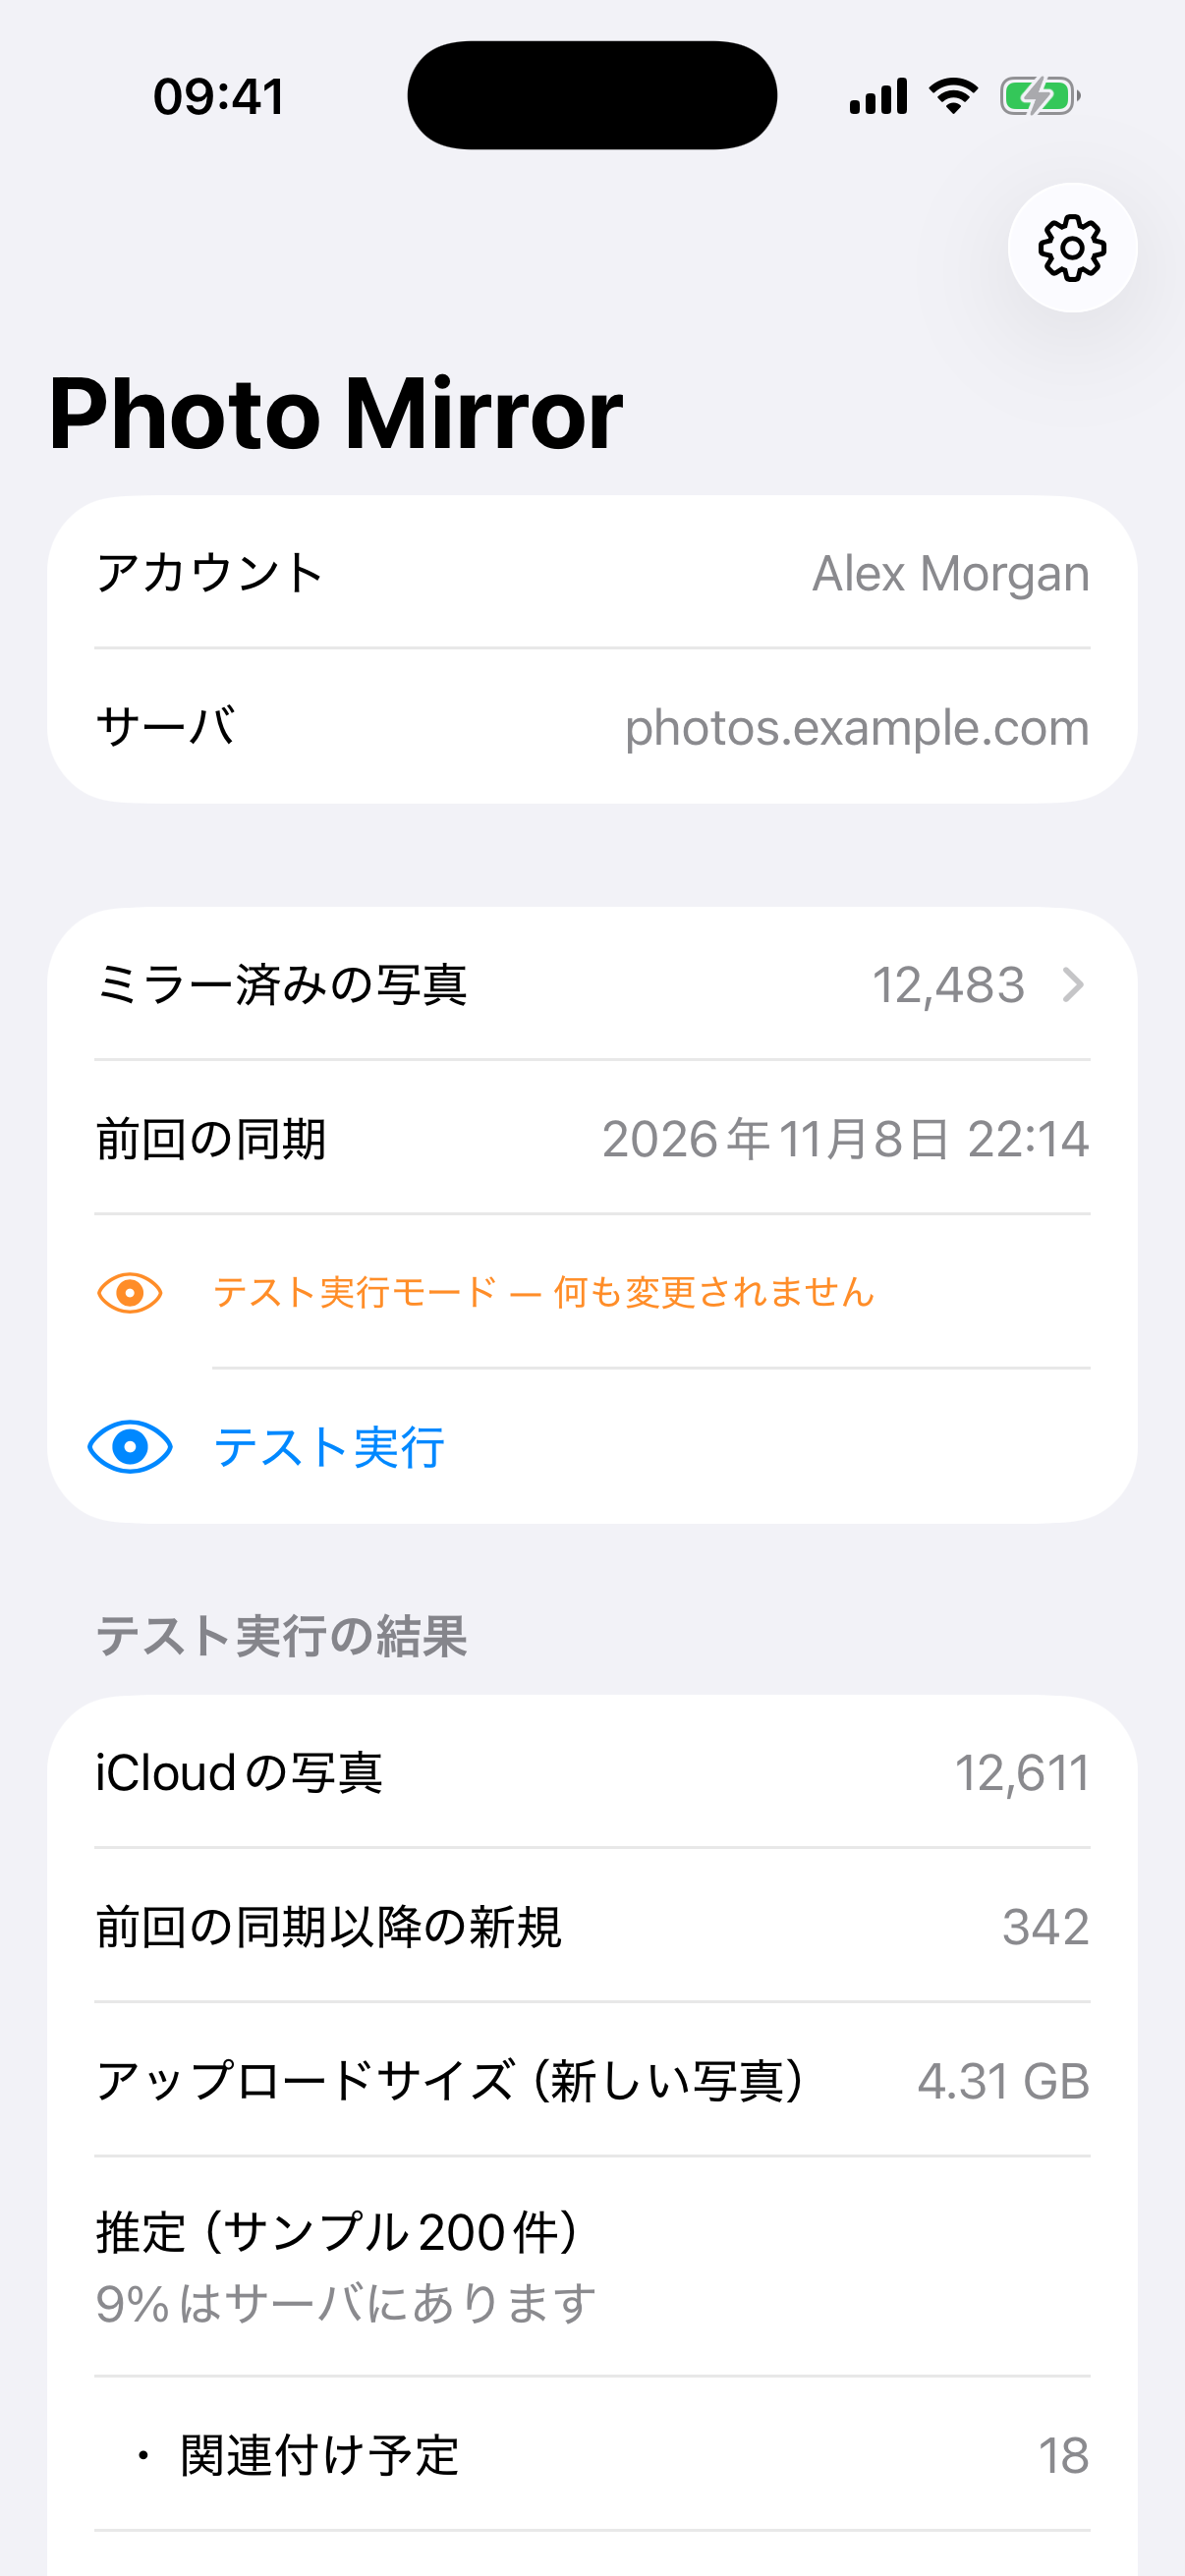 09:41
Photo Mirror
アカウント Alex Morgan
サーバ photos.example.com
ミラー済みの写真 12,483
前回の同期 2026年11月8日 22:14
テスト実行モード — 何も変更されません
テスト実行
テスト実行の結果
iCloudの写真 12,611
前回の同期以降の新規 342
アップロードサイズ（新しい写真） 4.31 GB
推定（サンプル200件）
9%はサーバにあります
・ 関連付け予定 18